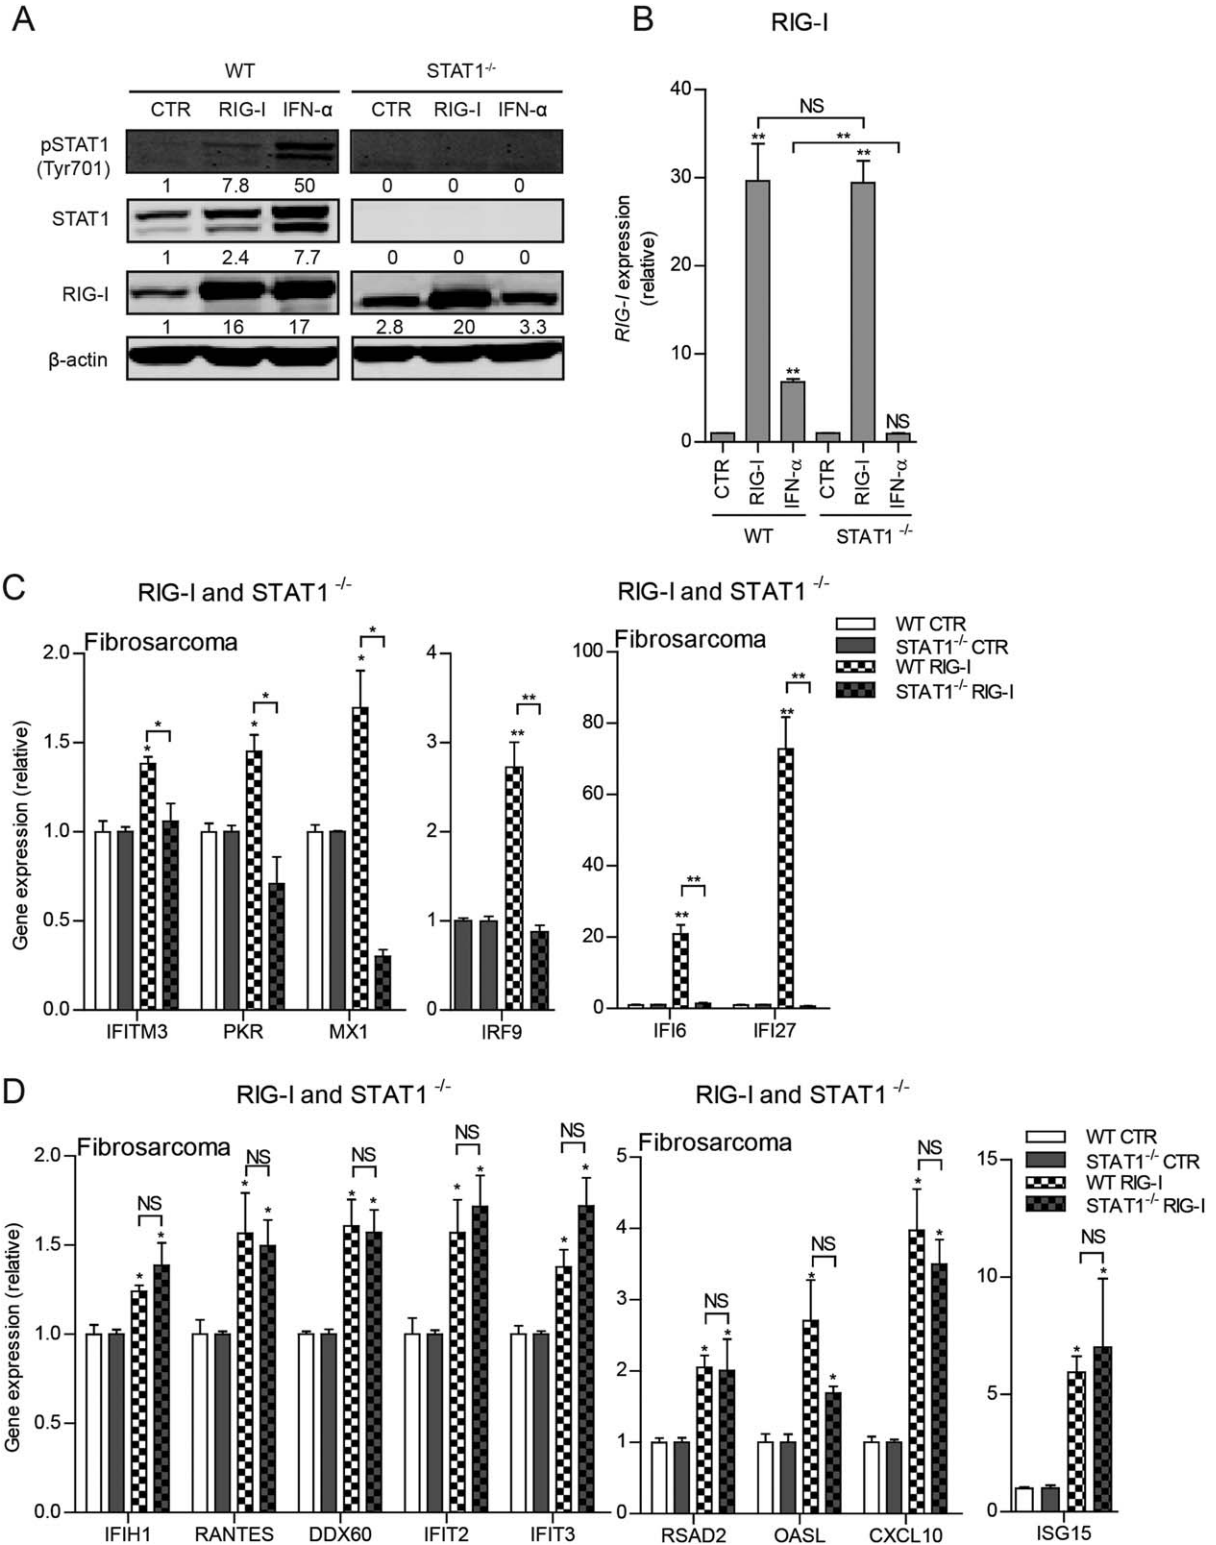 A
WT
STAT1-/-
CTR RIG-I IFN-α CTR RIG-I IFN-α
pSTAT1
(Tyr701)
1 7.8 50 0 0 0
STAT1
1 2.4 7.7 0 0 0
RIG-I
1 16 17 2.8 20 3.3
β-actin
B
RIG-I
RIG-I expression
(relative)
40
30
20
10
0
NS
**
**
**
**
NS
CTR RIG-I IFN-α CTR RIG-I IFN-α
WT STAT1 -/-
C
RIG-I and STAT1 -/-
Fibrosarcoma
Gene expression (relative)
2.0
1.5
1.0
0.5
0.0
* * * * * *
IFITM3 PKR MX1
4
3
2
1
0
**
**
IRF9
RIG-I and STAT1 -/-
Fibrosarcoma
100
80
60
40
20
0
** ** ** **
IFI6 IFI27
WT CTR
STAT1-/- CTR
WT RIG-I
STAT1-/- RIG-I
D
RIG-I and STAT1 -/-
Fibrosarcoma
Gene expression (relative)
2.0
1.5
1.0
0.5
0.0
NS NS NS NS NS
* * * * * * * * * *
IFIH1 RANTES DDX60 IFIT2 IFIT3
RIG-I and STAT1 -/-
Fibrosarcoma
5
4
3
2
1
0
NS NS NS
* * * * * *
RSAD2 OASL CXCL10
15
10
5
0
NS
* *
ISG15
WT CTR
STAT1-/- CTR
WT RIG-I
STAT1-/- RIG-I